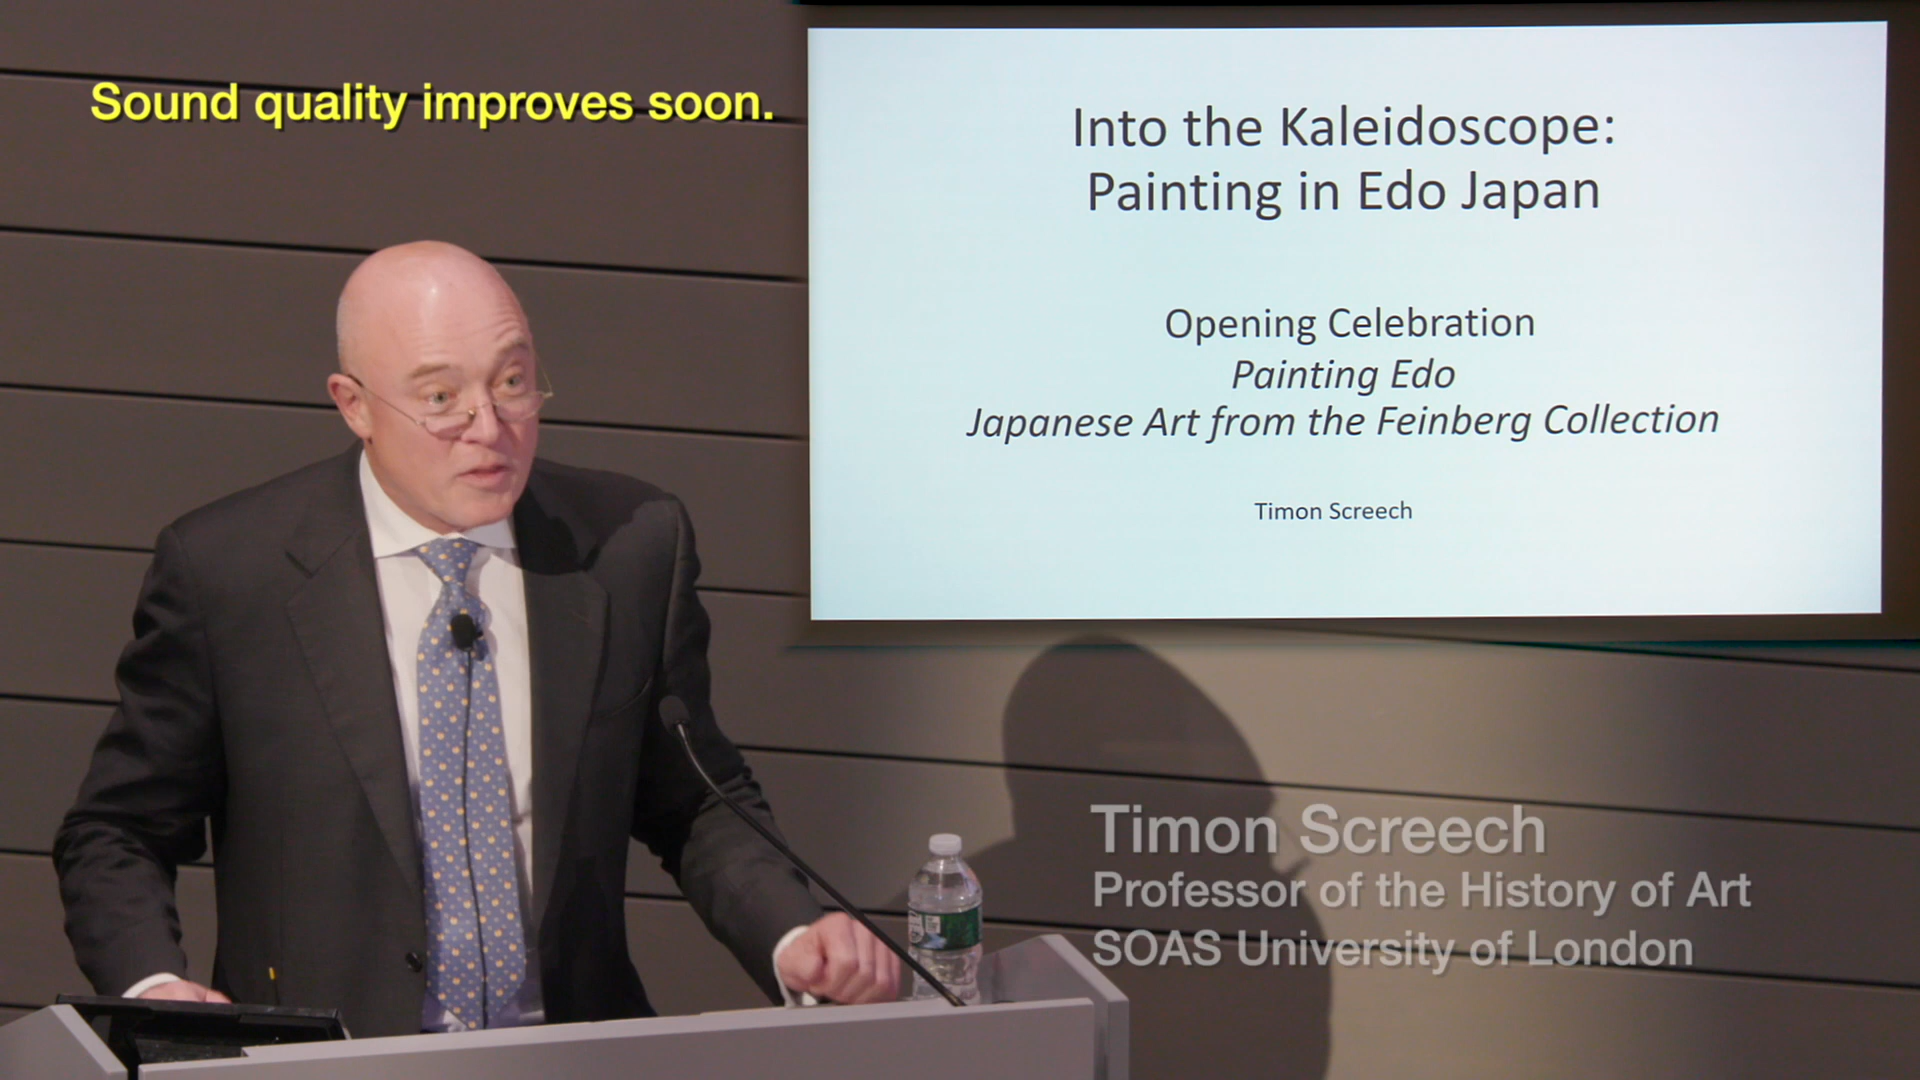 Sound quality improves soon.
Into the Kaleidoscope:
Painting in Edo Japan
Opening Celebration
Painting Edo
Japanese Art from the Feinberg Collection
Timon Screech
Timon Screech
Professor of the History of Art
SOAS University of London